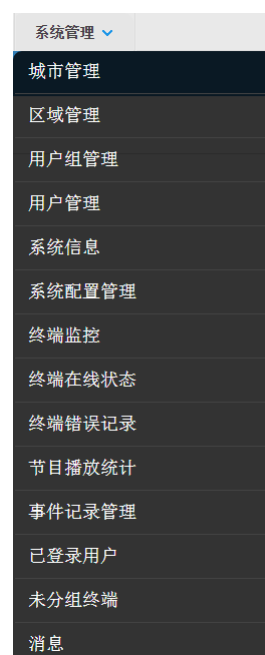 系统管理
城市管理
区域管理
用户组管理
用户管理
系统信息
系统配置管理
终端监控
终端在线状态
终端错误记录
节目播放统计
事件记录管理
已登录用户
未分组终端
消息